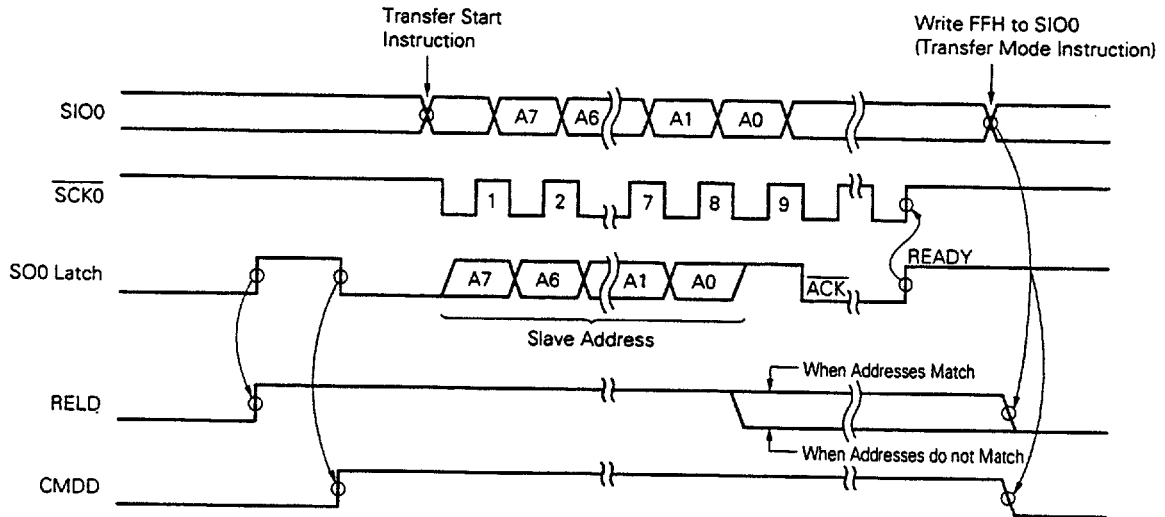 Transfer Start
Instruction
Write FFH to SIO0
(Transfer Mode Instruction)
SIO0
A7 A6 A1 A0
SCK0
1 2 7 8 9
READY
SO0 Latch
A7 A6 A1 A0
ACK
Slave Address
When Addresses Match
RELD
When Addresses do not Match
CMDD